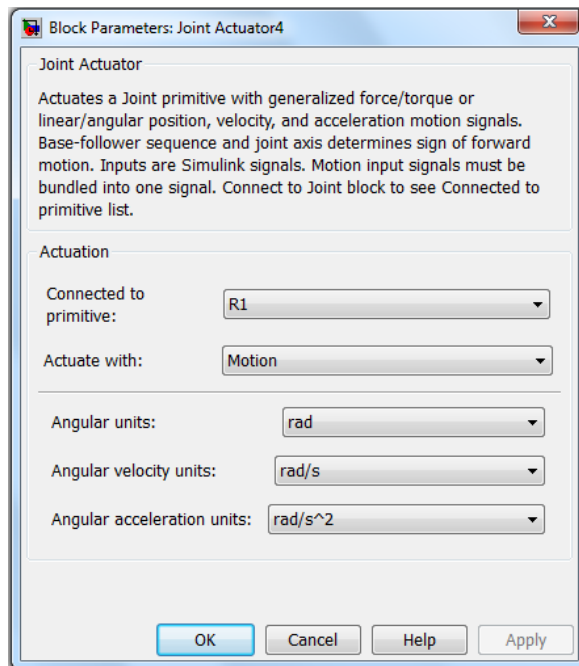 Block Parameters: Joint Actuator4
Joint Actuator
Actuates a Joint primitive with generalized force/torque or
linear/angular position, velocity, and acceleration motion signals.
Base-follower sequence and joint axis determines sign of forward
motion. Inputs are Simulink signals. Motion input signals must be
bundled into one signal. Connect to Joint block to see Connected to
primitive list.
Actuation
Connected to
primitive:
R1
Actuate with:
Motion
Angular units:
rad
Angular velocity units:
rad/s
Angular acceleration units:
rad/s^2
OK
Cancel
Help
Apply